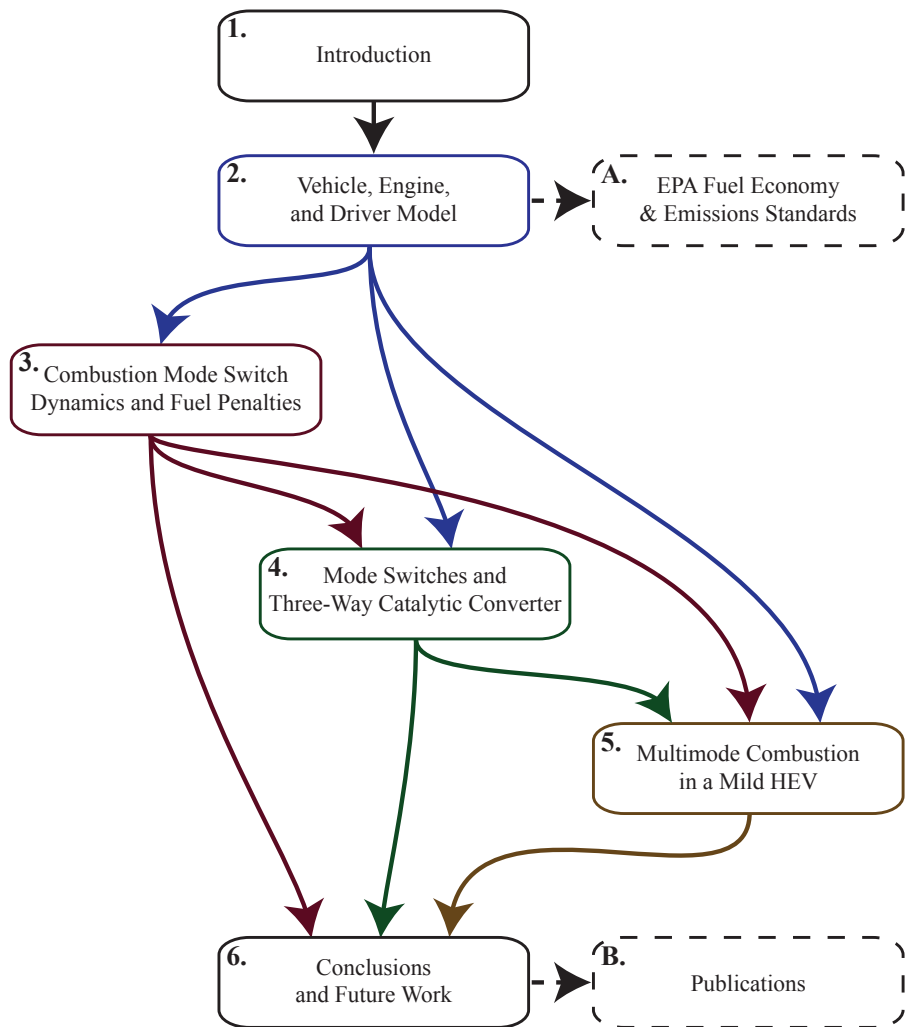 1.
Introduction
2.
Vehicle, Engine,
and Driver Model
A.
EPA Fuel Economy
& Emissions Standards
3.
Combustion Mode Switch
Dynamics and Fuel Penalties
4.
Mode Switches and
Three-Way Catalytic Converter
5.
Multimode Combustion
in a Mild HEV
6.
Conclusions
and Future Work
B.
Publications